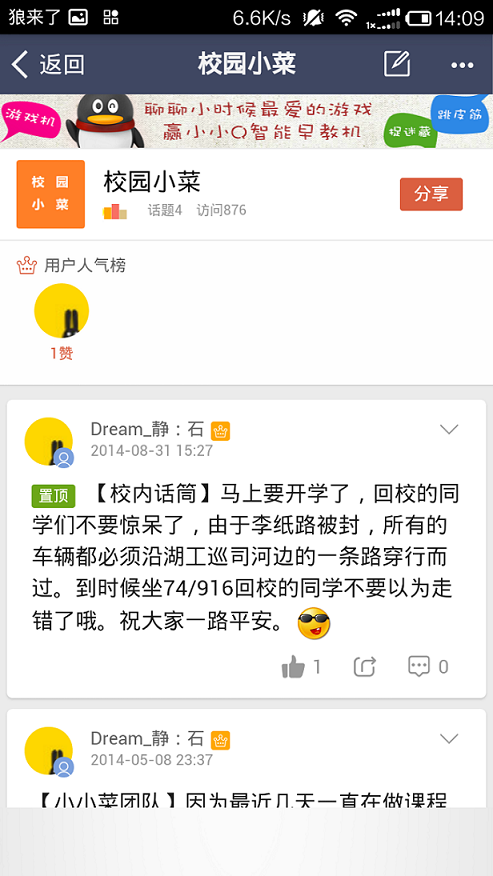 狼来了 6.6K/s 1x 14:09
返回 校园小菜
游戏机 聊聊小时候最爱的游戏 跳皮筋
赢小小Q智能早教机 捉迷藏
校园
小菜
校园小菜
话题4 访问876
分享
用户人气榜
1赞
Dream_静：石
2014-08-31 15:27
置顶 【校内话筒】马上要开学了，回校的同
学们不要惊呆了，由于李纸路被封，所有的
车辆都必须沿湖工巡司河边的一条路穿行而
过。到时候坐74/916回校的同学不要以为走
错了哦。祝大家一路平安。
1 0
Dream_静：石
2014-05-08 23:37
【小小菜团队】因为最近几天一直在做课程